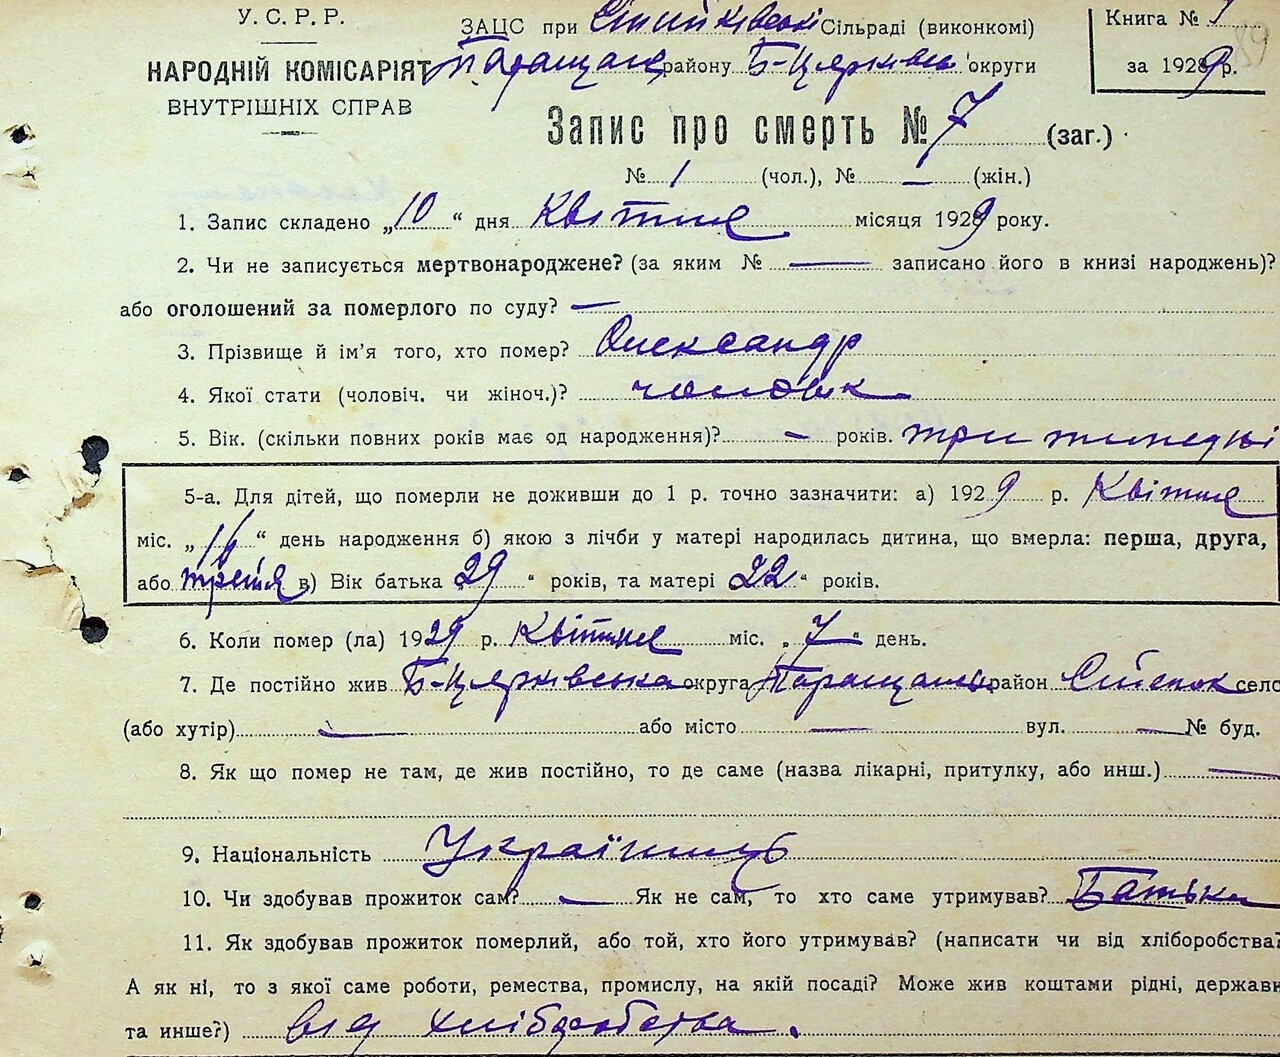 У. С. Р. Р.
НАРОДНІЙ КОМІСАРІЯТ
ВНУТРІШНІХ СПРАВ
ЗАЦС при Сільраді (виконкомі)
району Б-Церківськ округи
Книга № 1
за 1929 р.
89
Запис про смерть № 7 (заг.)
№ 1 (чол.), № — (жін.)
1. Запис складено „10“ дня Квітня місяця 1929 року.
2. Чи не записується мертвонароджене? (за яким № — записано його в книзі народжень)?
або оголошений за померлого по суду? —
3. Прізвище й ім'я того, хто помер? Олександр
4. Якої стати (чоловіч. чи жіноч.)? чоловік
5. Вік. (скільки повних років має од народження)? — років. три тижедні
5-а. Для дітей, що померли не доживши до 1 р. точно зазначити: а) 1929 р. Квітня
міс. „16“ день народження б) якою з лічби у матері народилась дитина, що вмерла: перша, друга,
або третя в) Вік батька 29 “ років, та матері 22 “ років.
6. Коли помер (ла) 1929 р. Квітня міс. „7“ день.
7. Де постійно жив Б-Церківська округа район село
(або хутір) — або місто — вул. — № буд.
8. Як що помер не там, де жив постійно, то де саме (назва лікарні, притулку, або инш.) —
9. Національність Українець
10. Чи здобував прожиток сам? — Як не сам, то хто саме утримував? Батьки
11. Як здобував прожиток померлий, або той, хто його утримував? (написати чи від хліборобства?
А як ні, то з якої саме роботи, ремества, промислу, на якій посаді? Може жив коштами рідні, держави
та инше?) від хліборобства.